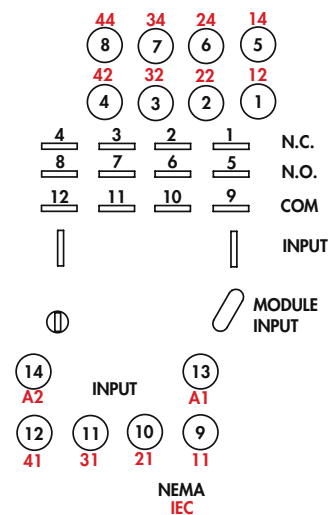 44 34 24 14
8 7 6 5
42 32 22 12
4 3 2 1
4 3 2 1 N.C.
8 7 6 5 N.O.
12 11 10 9 COM
INPUT
MODULE
INPUT
14 INPUT 13
A2 A1
12 11 10 9
41 31 21 11
NEMA
IEC